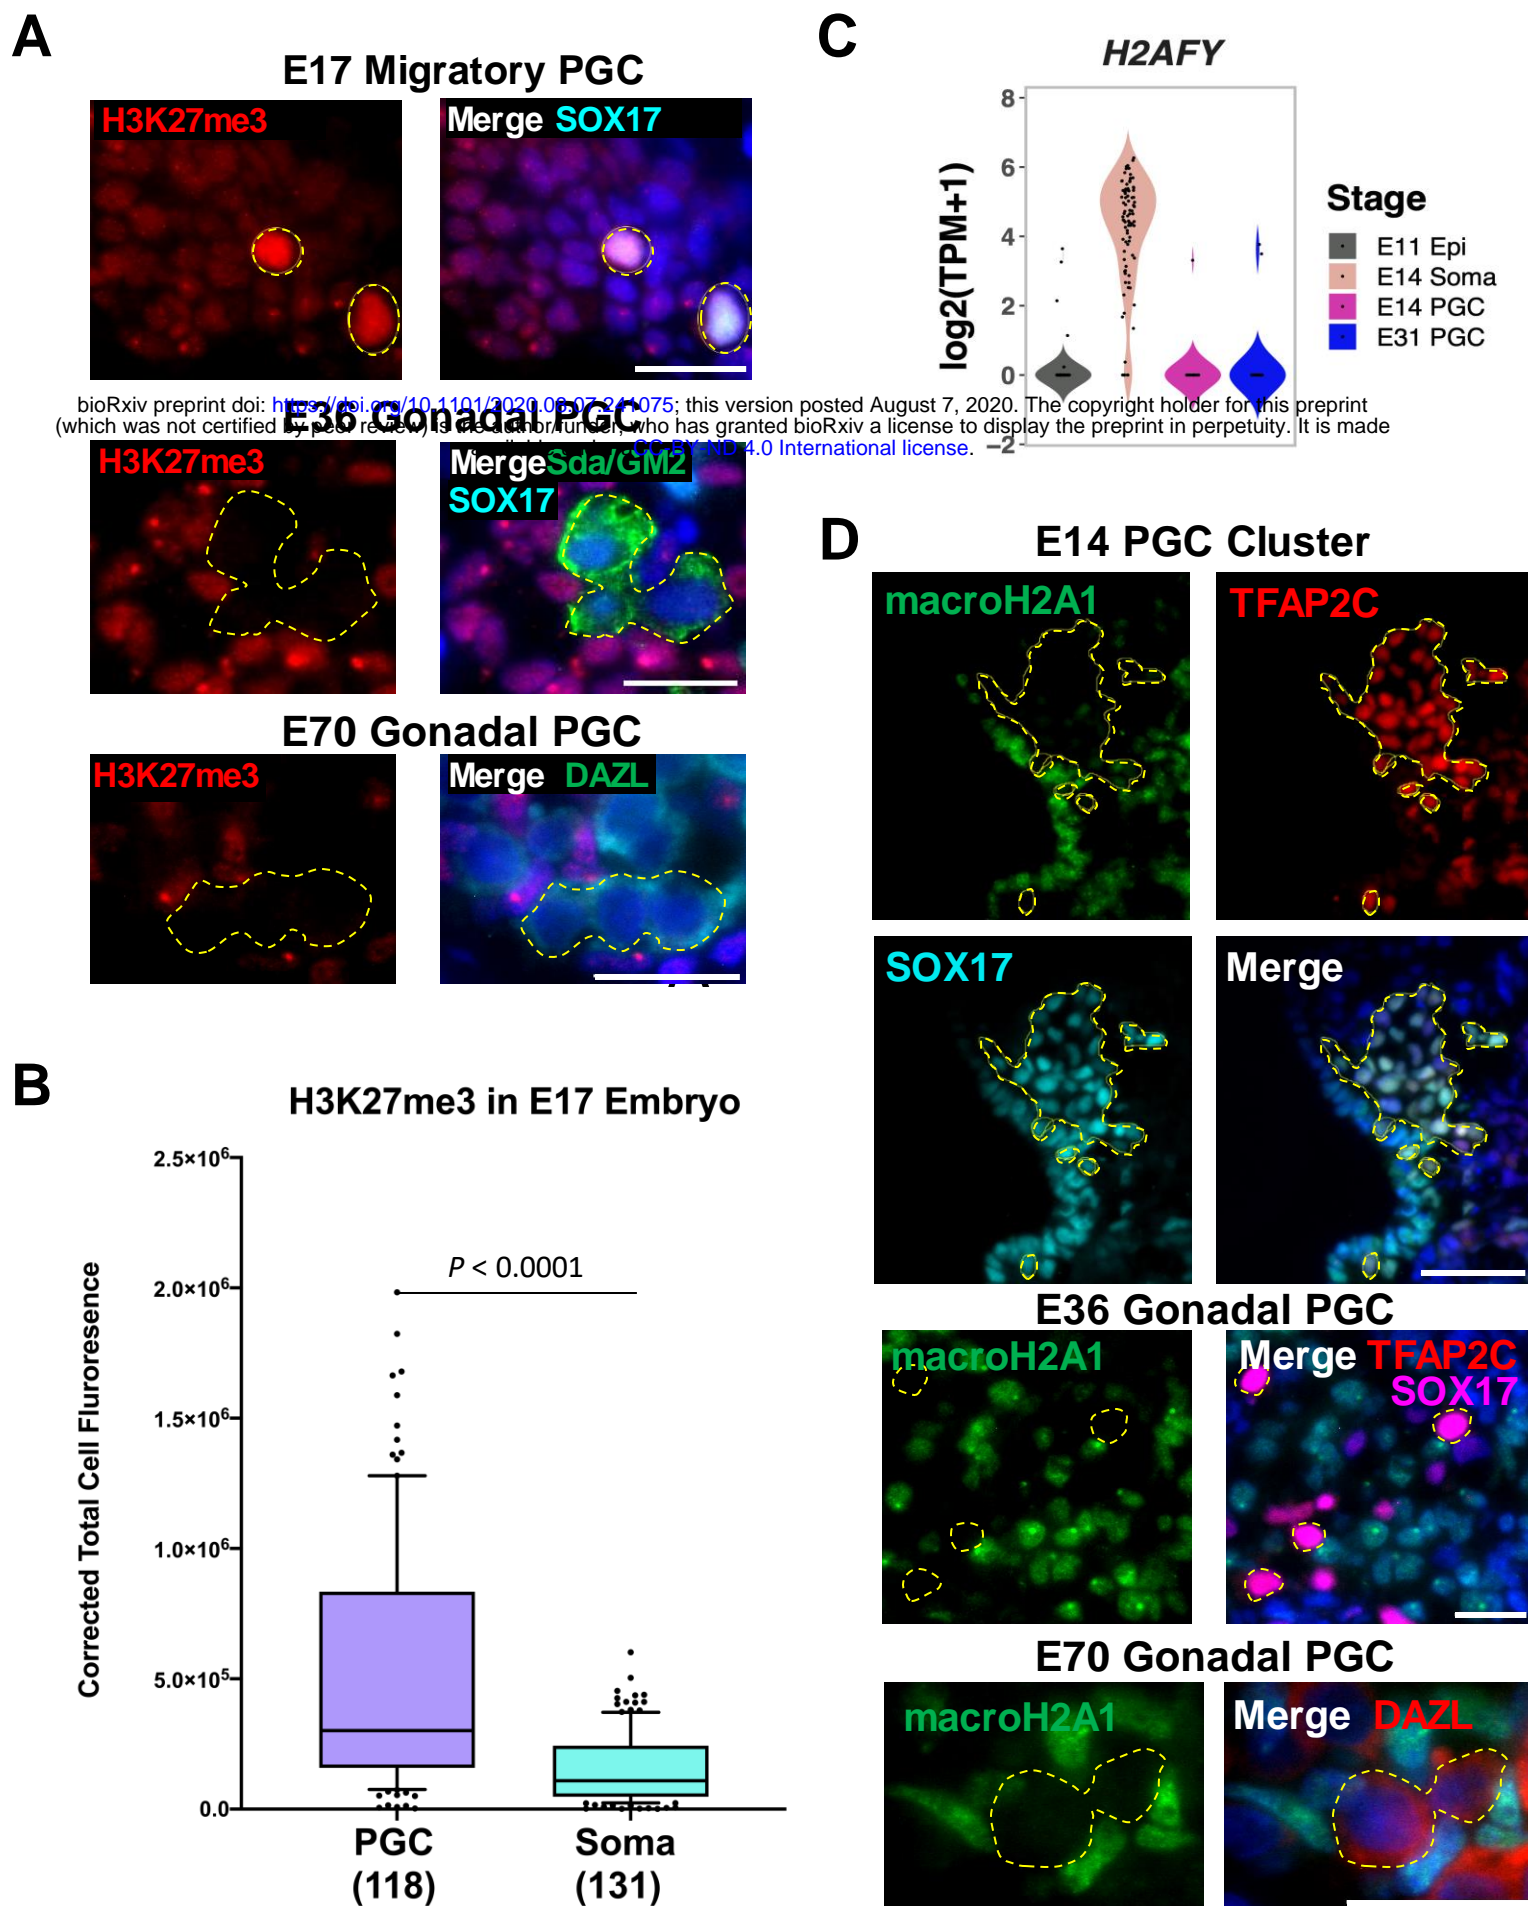 A
E17 Migratory PGC
H3K27me3
Merge SOX17
bioRxiv preprint doi: https://doi.org/10.1101/2020.08.07.241075; this version posted August 7, 2020. The copyright holder for this preprint
(which was not certified by peer review) is the author/funder, who has granted bioRxiv a license to display the preprint in perpetuity. It is made
CC-BY-ND 4.0 International license.
E36 Gonadal PGC
H3K27me3
Merge Sda/GM2
SOX17
E70 Gonadal PGC
H3K27me3
Merge DAZL
B
H3K27me3 in E17 Embryo
Corrected Total Cell Fluroresence
2.5×10⁶
2.0×10⁶
1.5×10⁶
1.0×10⁶
5.0×10⁵
0.0
P < 0.0001
PGC
(118)
Soma
(131)
C
H2AFY
log2(TPM+1)
8
6
4
2
0
−2
Stage
E11 Epi
E14 Soma
E14 PGC
E31 PGC
D
E14 PGC Cluster
macroH2A1
TFAP2C
SOX17
Merge
E36 Gonadal PGC
macroH2A1
Merge TFAP2C
SOX17
E70 Gonadal PGC
macroH2A1
Merge DAZL